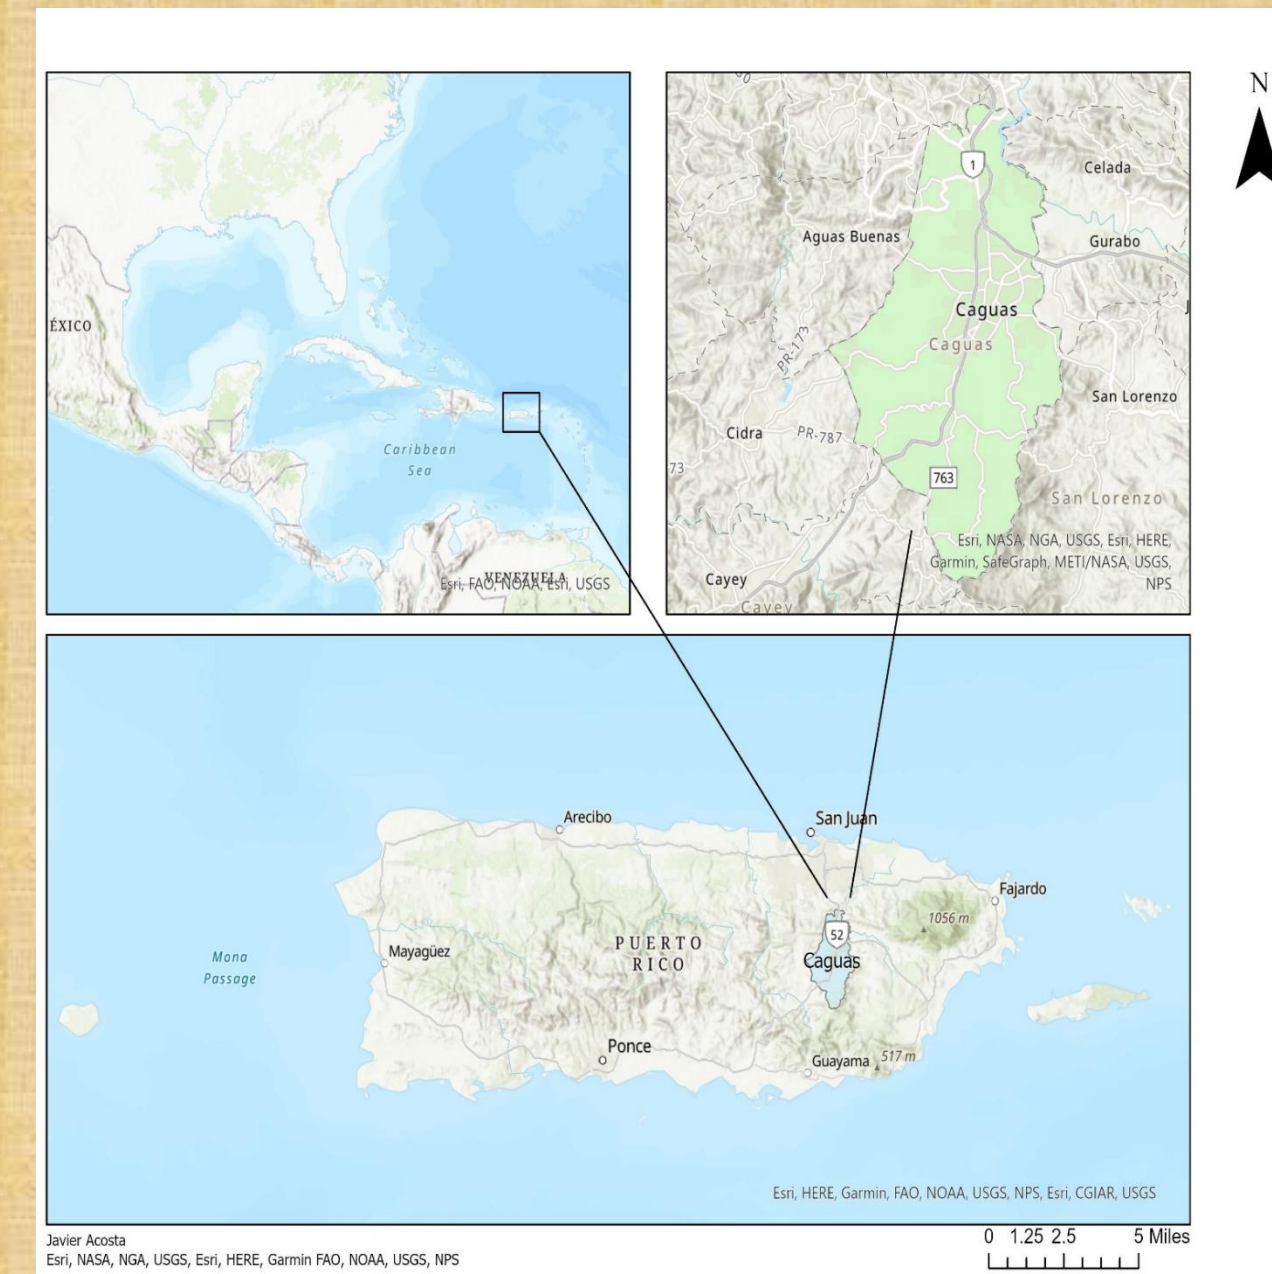 N
ÉXICO
Caribbean
Sea
VENEZUELA
Esri, FAO, NOAA, Esri, USGS
1
Celada
Aguas Buenas
Gurabo
Caguas
Caguas
PR-173
San Lorenzo
Cidra
PR-787
73
763
San Lorenzo
Esri, NASA, NGA, USGS, Esri, HERE,
Garmin, SafeGraph, METI/NASA, USGS,
NPS
Cayey
Cayey
Arecibo
San Juan
Fajardo
1056 m
52
PUERTO
RICO
Mayagüez
Caguas
Mona
Passage
Ponce
Guayama
517 m
Esri, HERE, Garmin, FAO, NOAA, USGS, NPS, Esri, CGIAR, USGS
Javier Acosta
Esri, NASA, NGA, USGS, Esri, HERE, Garmin FAO, NOAA, USGS, NPS
0 1.25 2.5 5 Miles